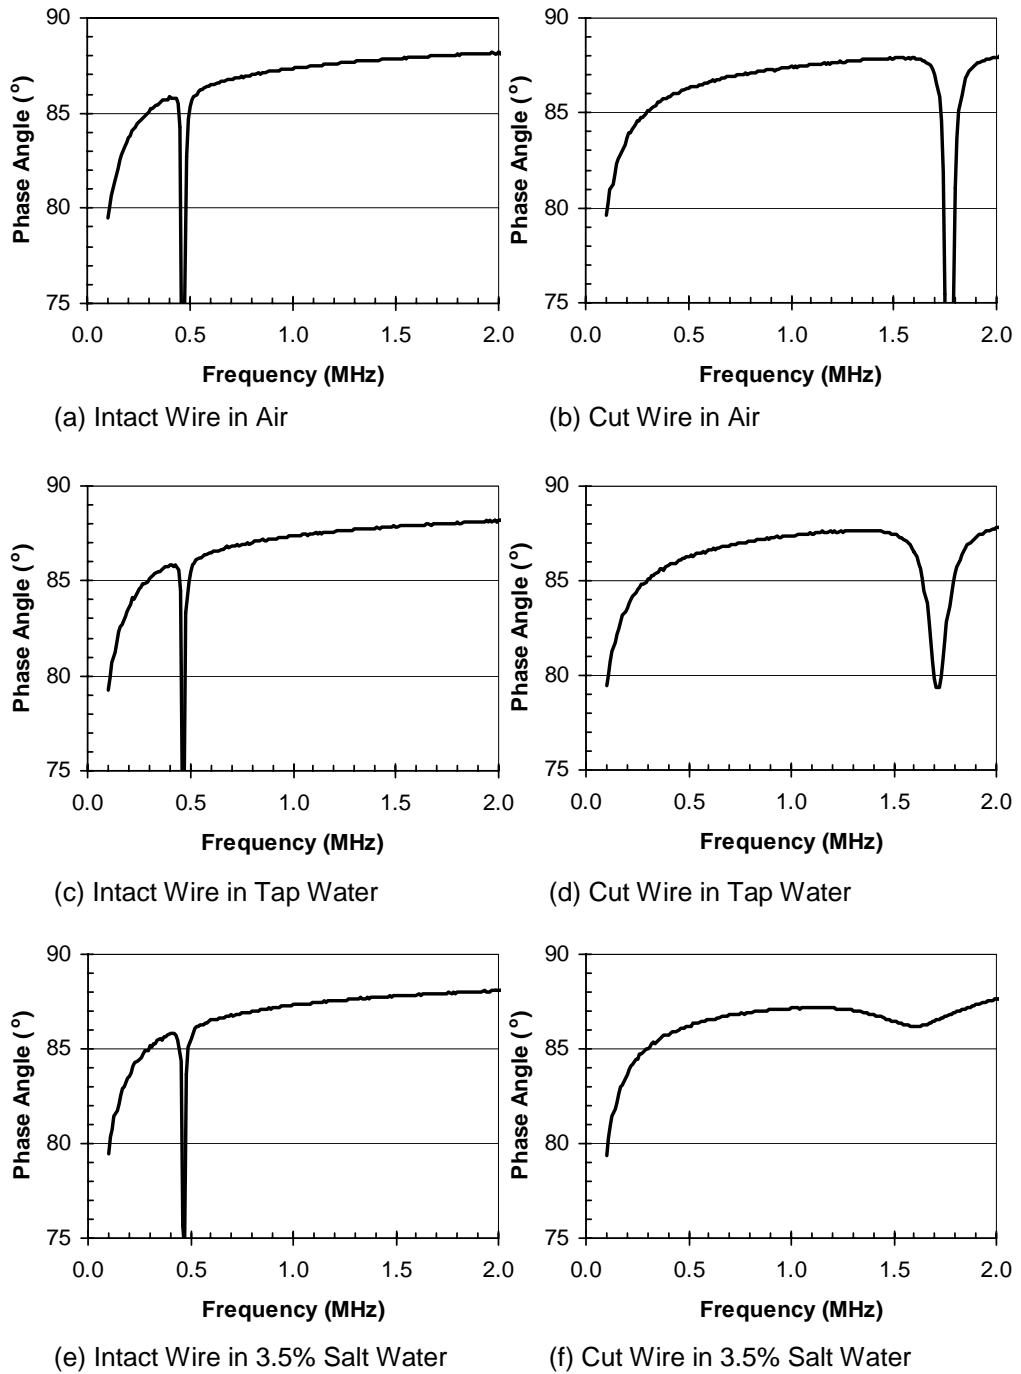 90
85
80
75
Phase Angle (°)
0.0 0.5 1.0 1.5 2.0
Frequency (MHz)
(a) Intact Wire in Air
90
85
80
75
Phase Angle (°)
0.0 0.5 1.0 1.5 2.0
Frequency (MHz)
(b) Cut Wire in Air
90
85
80
75
Phase Angle (°)
0.0 0.5 1.0 1.5 2.0
Frequency (MHz)
(c) Intact Wire in Tap Water
90
85
80
75
Phase Angle (°)
0.0 0.5 1.0 1.5 2.0
Frequency (MHz)
(d) Cut Wire in Tap Water
90
85
80
75
Phase Angle (°)
0.0 0.5 1.0 1.5 2.0
Frequency (MHz)
(e) Intact Wire in 3.5% Salt Water
90
85
80
75
Phase Angle (°)
0.0 0.5 1.0 1.5 2.0
Frequency (MHz)
(f) Cut Wire in 3.5% Salt Water